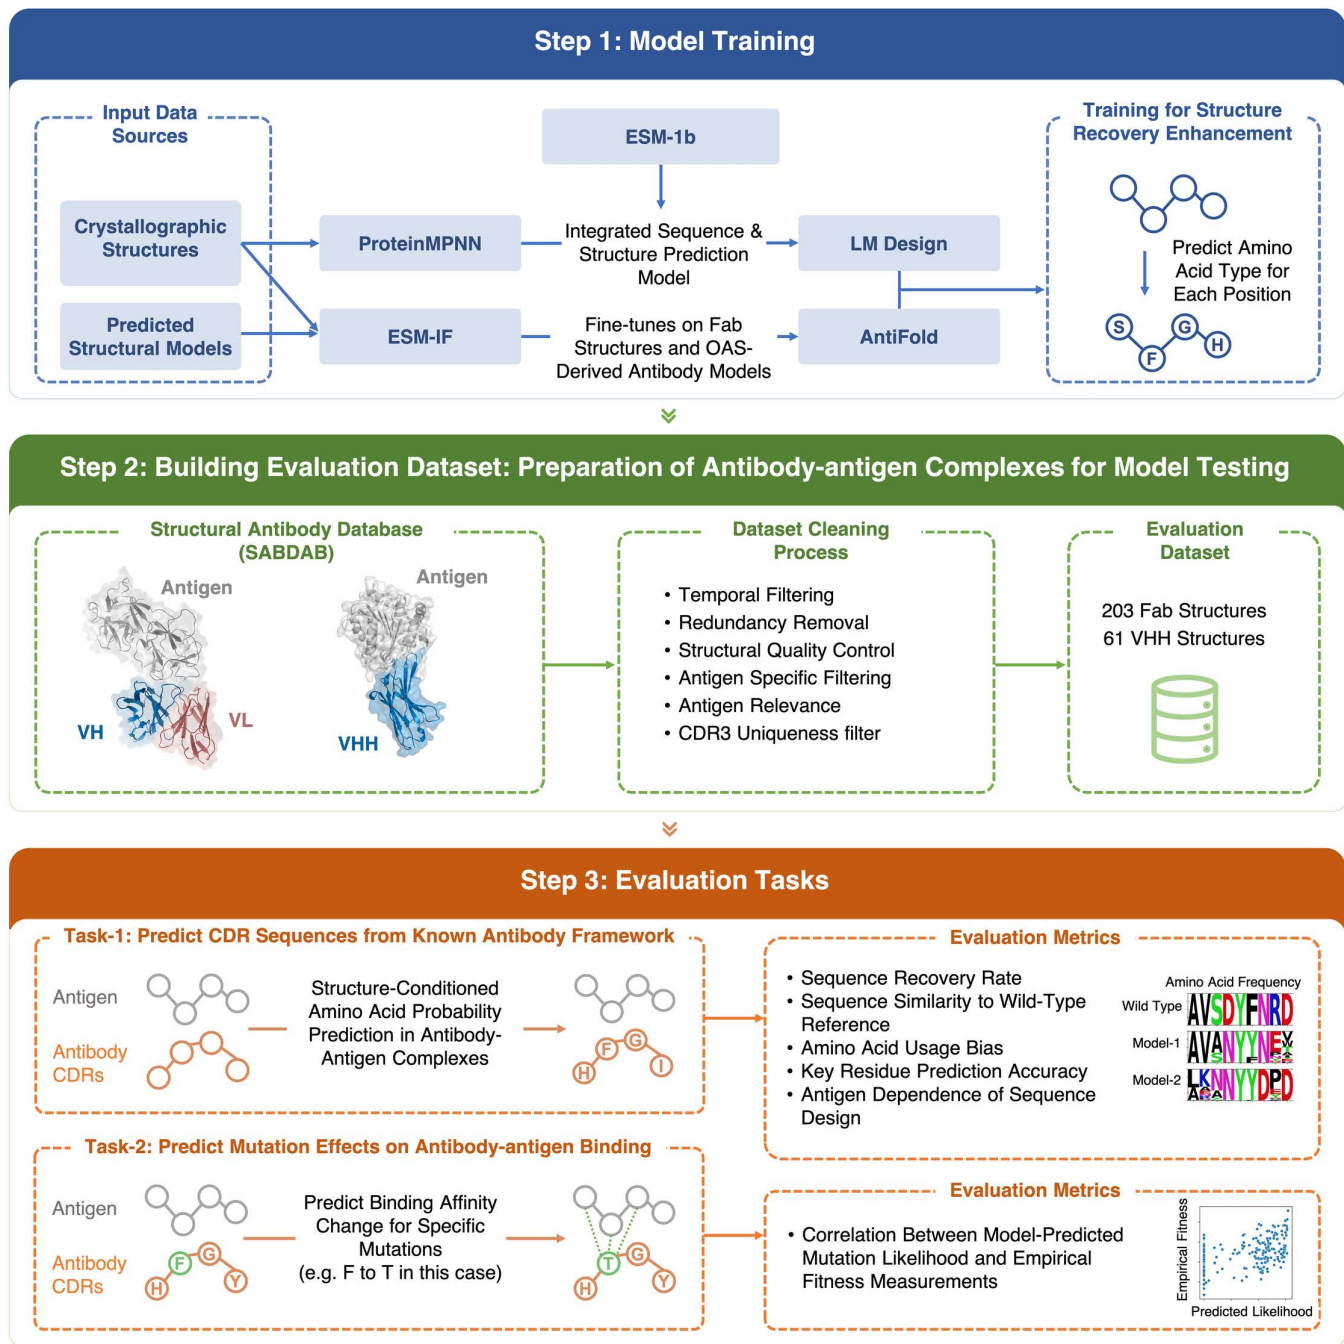 Step 1: Model Training
Input Data
Sources
Crystallographic
Structures
Predicted
Structural Models
ProteinMPNN
ESM-IF
ESM-1b
Integrated Sequence &
Structure Prediction
Model
Fine-tunes on Fab
Structures and OAS-
Derived Antibody Models
LM Design
AntiFold
Training for Structure
Recovery Enhancement
Predict Amino
Acid Type for
Each Position
S
F
G
H
Step 2: Building Evaluation Dataset: Preparation of Antibody-antigen Complexes for Model Testing
Structural Antibody Database
(SABDAB)
Antigen
VH
VL
Antigen
VHH
Dataset Cleaning
Process
• Temporal Filtering
• Redundancy Removal
• Structural Quality Control
• Antigen Specific Filtering
• Antigen Relevance
• CDR3 Uniqueness filter
Evaluation
Dataset
203 Fab Structures
61 VHH Structures
Step 3: Evaluation Tasks
Task-1: Predict CDR Sequences from Known Antibody Framework
Antigen
Antibody
CDRs
Structure-Conditioned
Amino Acid Probability
Prediction in Antibody-
Antigen Complexes
H
F
G
I
Evaluation Metrics
• Sequence Recovery Rate
• Sequence Similarity to Wild-Type
Reference
• Amino Acid Usage Bias
• Key Residue Prediction Accuracy
• Antigen Dependence of Sequence
Design
Amino Acid Frequency
Wild Type AVSDYFNRD
Model-1 AVANYYNE
Model-2 LKNNYYDPD
Task-2: Predict Mutation Effects on Antibody-antigen Binding
Antigen
Antibody
CDRs
H
F
G
Y
Predict Binding Affinity
Change for Specific
Mutations
(e.g. F to T in this case)
H
T
G
Y
Evaluation Metrics
• Correlation Between Model-Predicted
Mutation Likelihood and Empirical
Fitness Measurements
Empirical Fitness
Predicted Likelihood